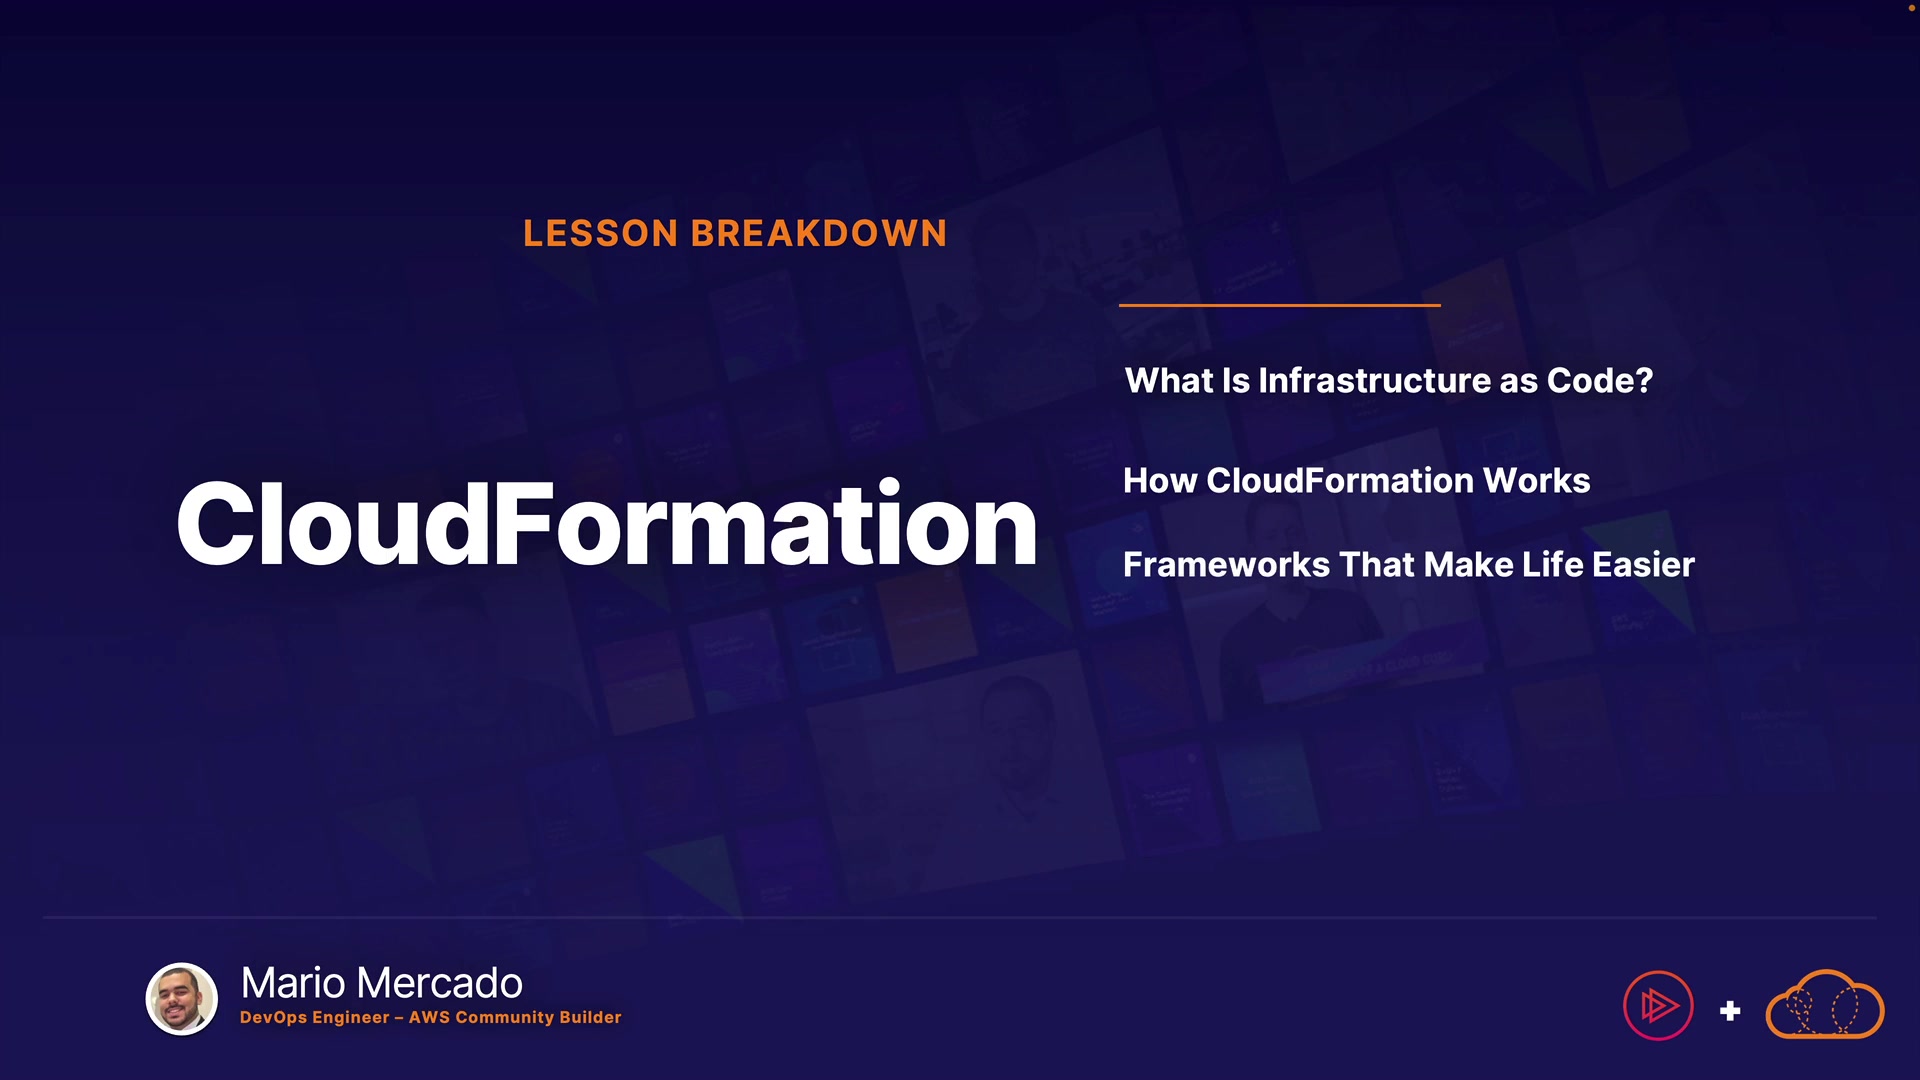 LESSON BREAKDOWN
CloudFormation
What Is Infrastructure as Code?
How CloudFormation Works
Frameworks That Make Life Easier
Mario Mercado
DevOps Engineer – AWS Community Builder